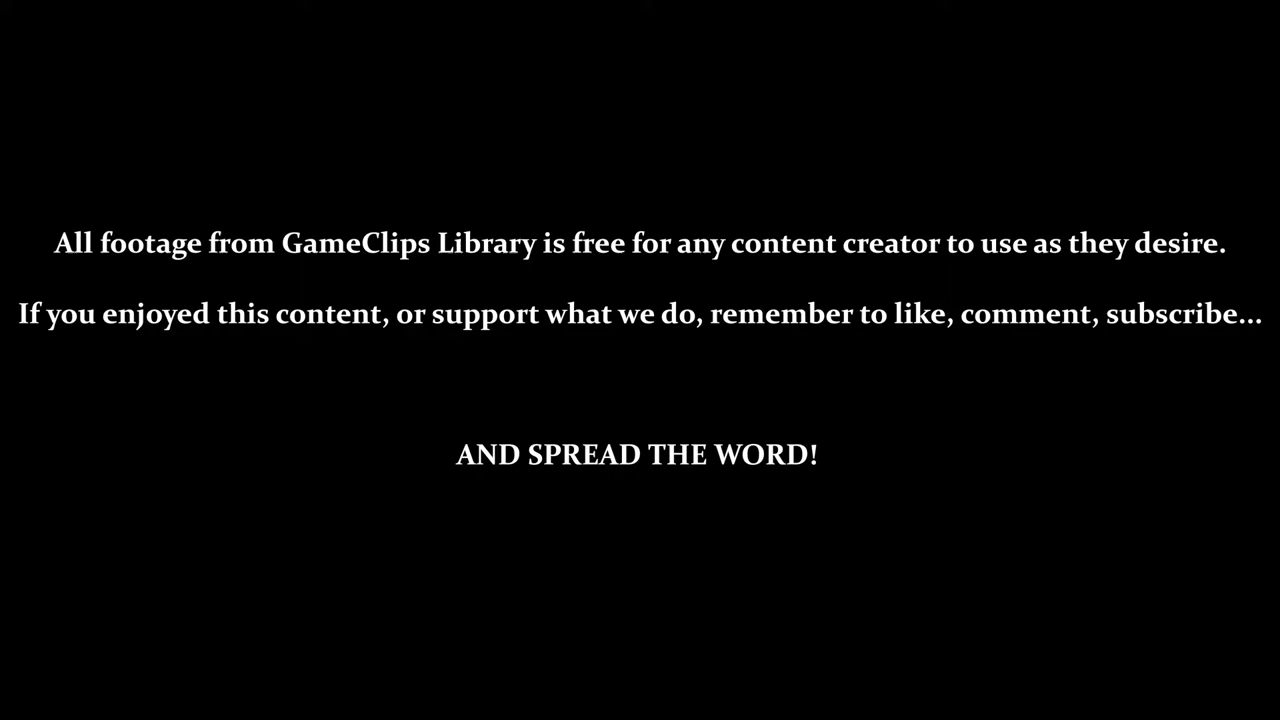 All footage from GameClips Library is free for any content creator to use as they desire.
If you enjoyed this content, or support what we do, remember to like, comment, subscribe...
AND SPREAD THE WORD!